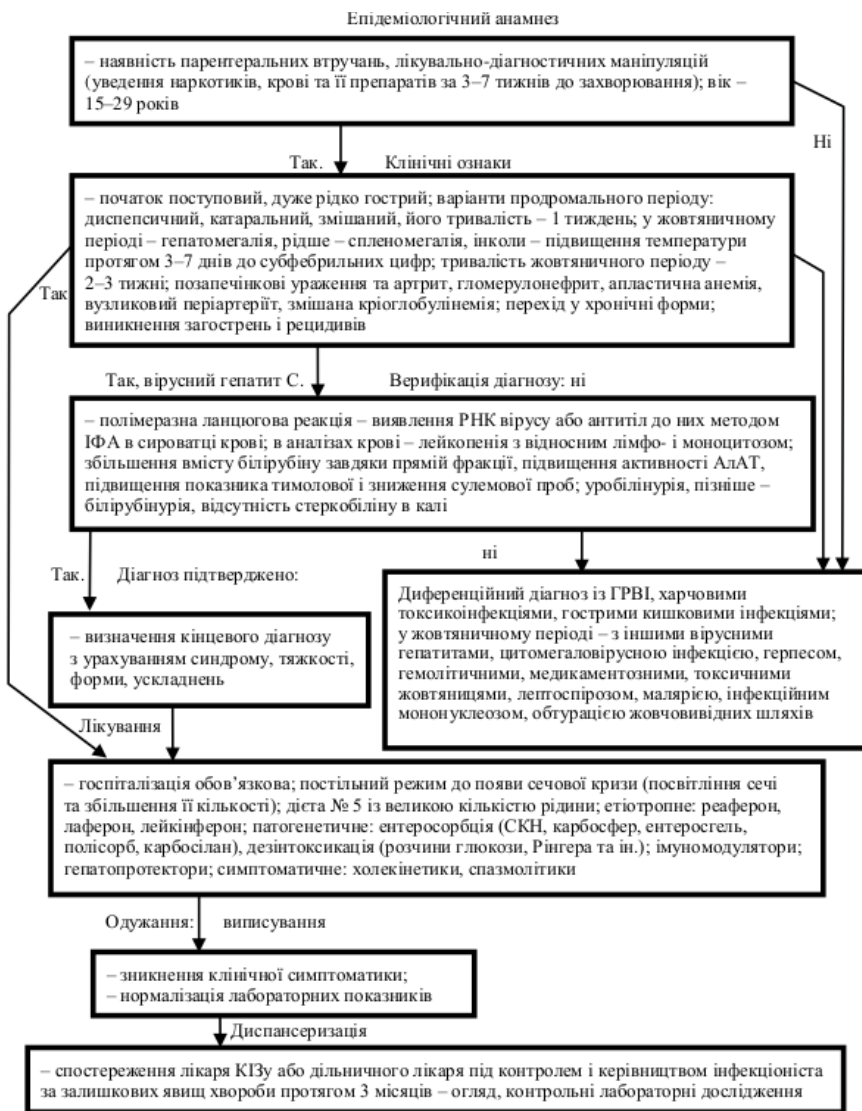 Епідеміологічний анамнез
– наявність парентеральних втручань, лікувально-діагностичних маніпуляцій
(уведення наркотиків, крові та її препаратів за 3–7 тижнів до захворювання); вік –
15–29 років
Ні
Так. Клінічні ознаки
– початок поступовий, дуже рідко гострий; варіанти продромального періоду:
диспепсичний, катаральний, змішаний, його тривалість – 1 тиждень; у жовтяничному
періоді – гепатомегалія, рідше – спленомегалія, інколи – підвищення температури
протягом 3–7 днів до субфебрильних цифр; тривалість жовтяничного періоду –
2–3 тижні; позапечінкові ураження та артрит, гломерулонефрит, апластична анемія,
вузликовий періартеріїт, змішана кріоглобулінемія; перехід у хронічні форми;
виникнення загострень і рецидивів
Так
Так, вірусний гепатит С. Верифікація діагнозу: ні
– полімеразна ланцюгова реакція – виявлення РНК вірусу або антитіл до них методом
ІФА в сироватці крові; в аналізах крові – лейкопенія з відносним лімфо- і моноцитозом;
збільшення вмісту білірубіну завдяки прямій фракції, підвищення активності АлАТ,
підвищення показника тимолової і зниження сулемової проб; уробілінурія, пізніше –
білірубінурія, відсутність стеркобіліну в калі
ні
Так. Діагноз підтверджено:
– визначення кінцевого діагнозу
з урахуванням синдрому, тяжкості,
форми, ускладнень
Диференційний діагноз із ГРВІ, харчовими
токсикоінфекціями, гострими кишковими інфекціями;
у жовтяничному періоді – з іншими вірусними
гепатитами, цитомегаловірусною інфекцією, герпесом,
гемолітичними, медикаментозними, токсичними
жовтяницями, лептоспірозом, малярією, інфекційним
мононуклеозом, обтурацією жовчовивідних шляхів
Лікування
– госпіталізація обов’язкова; постільний режим до появи сечової кризи (посвітління сечі
та збільшення її кількості); дієта № 5 із великою кількістю рідини; етіотропне: реаферон,
лаферон, лейкінферон; патогенетичне: ентеросорбція (СКН, карбосфер, ентеросгель,
полісорб, карбосілан), дезінтоксикація (розчини глюкози, Рінгера та ін.); імуномодулятори;
гепатопротектори; симптоматичне: холекінетики, спазмолітики
Одужання: виписування
– зникнення клінічної симптоматики;
– нормалізація лабораторних показників
Диспансеризація
– спостереження лікаря КІЗу або дільничного лікаря під контролем і керівництвом інфекціоніста
за залишкових явищ хвороби протягом 3 місяців – огляд, контрольні лабораторні дослідження